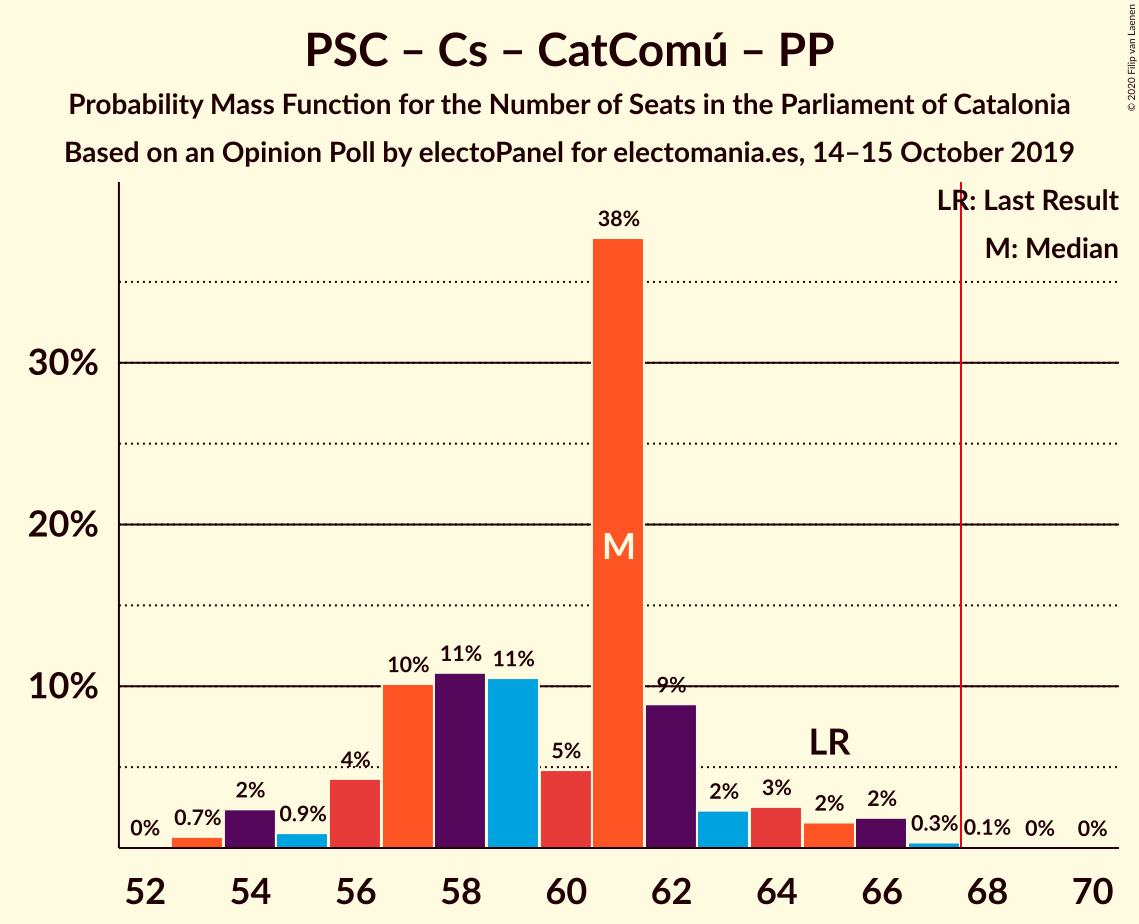 PSC – Cs – CatComú – PP
Probability Mass Function for the Number of Seats in the Parliament of Catalonia
Based on an Opinion Poll by electoPanel for electomania.es, 14–15 October 2019
© 2020 Filip van Laenen
LR: Last Result
M: Median
38%
30%
20%
M
10%
10%
11%
11%
9%
LR
4%
5%
0%
0.7%
2%
0.9%
2%
3%
2%
2%
0.3%
0.1%
0%
0%
52 54 56 58 60 62 64 66 68 70